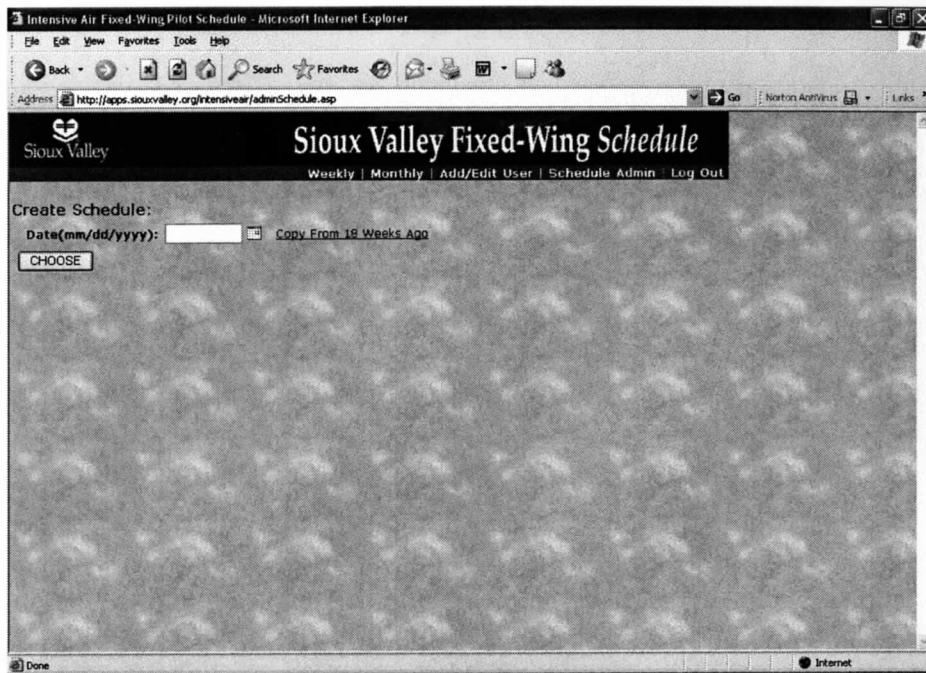 Intensive Air Fixed-Wing Pilot Schedule - Microsoft Internet Explorer
File Edit View Favorites Tools Help
Back Search Favorites
Address http://apps.siouxvalley.org/intensiveair/adminSchedule.asp Go Norton AntiVirus Links
Sioux Valley
Sioux Valley Fixed-Wing Schedule
Weekly | Monthly | Add/Edit User | Schedule Admin | Log Out
Create Schedule:
Date(mm/dd/yyyy): Copy From 18 Weeks Ago
CHOOSE
Done Internet